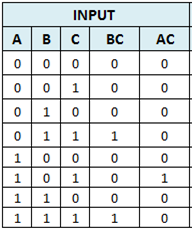 INPUT
A B C BC AC
0 0 0 0 0
0 0 1 0 0
0 1 0 0 0
0 1 1 1 0
1 0 0 0 0
1 0 1 0 1
1 1 0 0 0
1 1 1 1 0